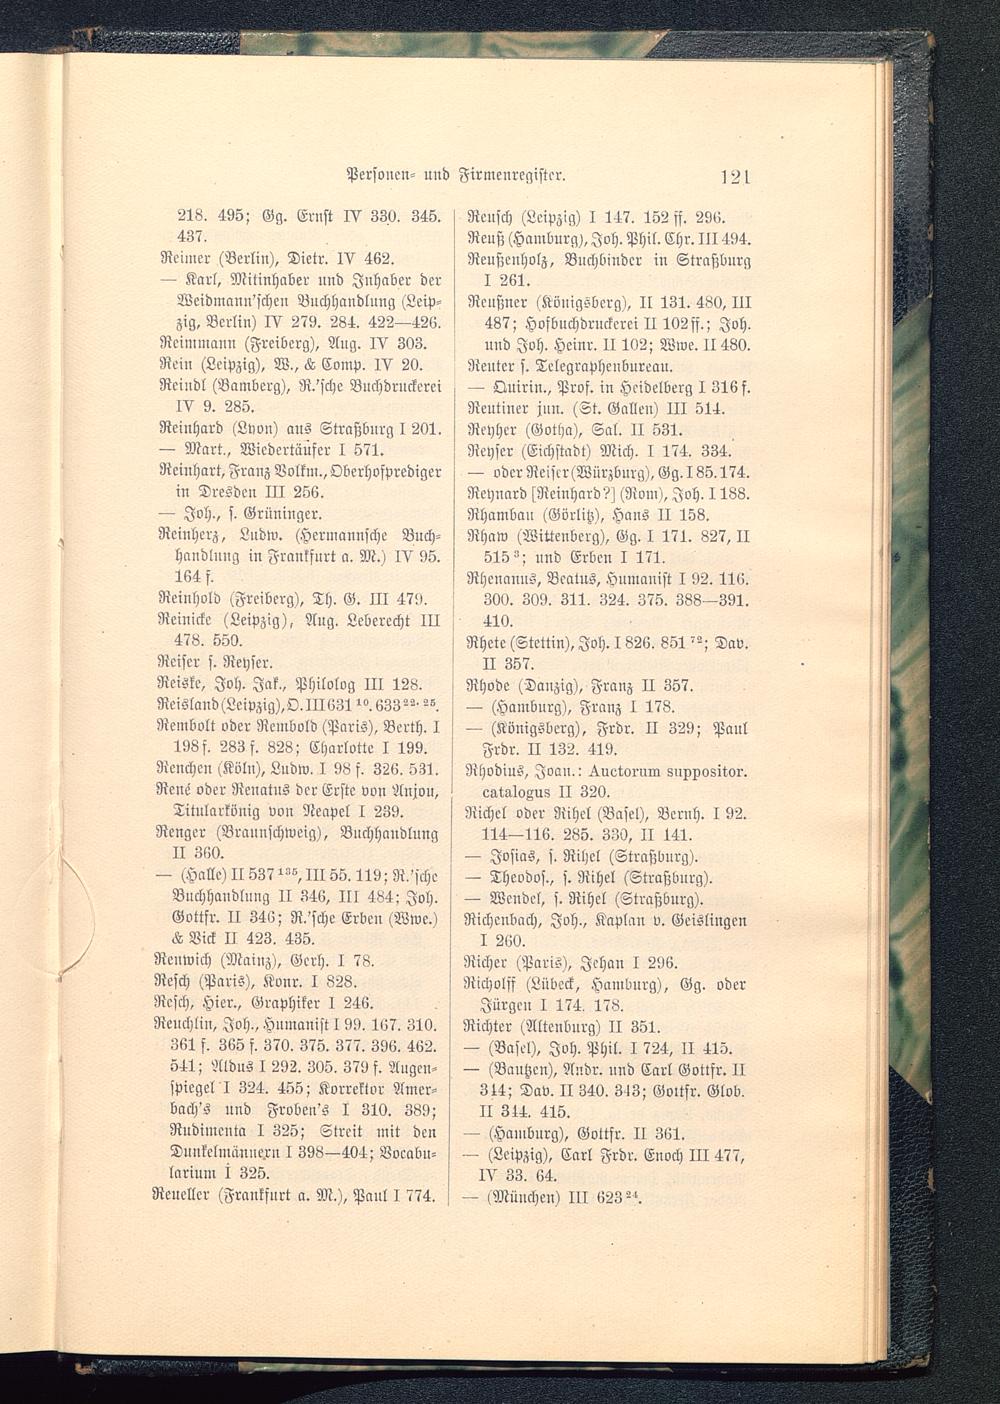 Personen- und Firmenregister. 121
218. 495; Gg. Ernst IV 330. 345.
437.
Reimer (Berlin), Dietr. IV 462.
— Karl, Mitinhaber und Inhaber der
Weidmann'schen Buchhandlung (Leip-
zig, Berlin) IV 279. 284. 422—426.
Reimmann (Freiberg), Aug. IV 303.
Rein (Leipzig), W., & Comp. IV 20.
Reindl (Bamberg), R.'sche Buchdruckerei
IV 9. 285.
Reinhard (Lyon) aus Straßburg I 201.
— Mart., Wiedertäufer I 571.
Reinhart, Franz Volkm., Oberhofprediger
in Dresden III 256.
— Joh., s. Grüninger.
Reinherz, Ludw. (Hermannsche Buch-
handlung in Frankfurt a. M.) IV 95.
164 f.
Reinhold (Freiberg), Th. G. III 479.
Reinicke (Leipzig), Aug. Leberecht III
478. 550.
Reiser s. Reyser.
Reiske, Joh. Jak., Philolog III 128.
Reisland (Leipzig), O. III 631 ¹⁰. 633 ²²· ²⁵.
Rembolt oder Rembold (Paris), Berth. I
198 f. 283 f. 828; Charlotte I 199.
Renchen (Köln), Ludw. I 98 f. 326. 531.
René oder Renatus der Erste von Anjou,
Titularkönig von Neapel I 239.
Renger (Braunschweig), Buchhandlung
II 360.
— (Halle) II 537 ¹³⁵, III 55. 119; R.'sche
Buchhandlung II 346, III 484; Joh.
Gottfr. II 346; R.'sche Erben (Wwe.)
& Vick II 423. 435.
Renwich (Mainz), Gerh. I 78.
Resch (Paris), Konr. I 828.
Resch, Hier., Graphiker I 246.
Reuchlin, Joh., Humanist I 99. 167. 310.
361 f. 365 f. 370. 375. 377. 396. 462.
541; Aldus I 292. 305. 379 f. Augen-
spiegel I 324. 455; Korrektor Amer-
bach's und Froben's I 310. 389;
Rudimenta I 325; Streit mit den
Dunkelmännern I 398—404; Vocabu-
larium I 325.
Reueller (Frankfurt a. M.), Paul I 774.
Reusch (Leipzig) I 147. 152 ff. 296.
Reuß (Hamburg), Joh. Phil. Chr. III 494.
Reußenholz, Buchbinder in Straßburg
I 261.
Reußner (Königsberg), II 131. 480, III
487; Hofbuchdruckerei II 102 ff.; Joh.
und Joh. Heinr. II 102; Wwe. II 480.
Reuter s. Telegraphenbureau.
— Quirin., Prof. in Heidelberg I 316 f.
Reutiner jun. (St. Gallen) III 514.
Reyher (Gotha), Sal. II 531.
Reyser (Eichstadt) Mich. I 174. 334.
— oder Reiser (Würzburg), Gg. I 85. 174.
Reynard [Reinhard?] (Rom), Joh. I 188.
Rhambau (Görlitz), Hans II 158.
Rhaw (Wittenberg), Gg. I 171. 827, II
515 ³; und Erben I 171.
Rhenanus, Beatus, Humanist I 92. 116.
300. 309. 311. 324. 375. 388—391.
410.
Rhete (Stettin), Joh. I 826. 851 ⁷²; Dav.
II 357.
Rhode (Danzig), Franz II 357.
— (Hamburg), Franz I 178.
— (Königsberg), Frdr. II 329; Paul
Frdr. II 132. 419.
Rhodius, Joan.: Auctorum suppositor.
catalogus II 320.
Richel oder Rihel (Basel), Bernh. I 92.
114—116. 285. 330, II 141.
— Josias, s. Rihel (Straßburg).
— Theodos., s. Rihel (Straßburg).
— Wendel, s. Rihel (Straßburg).
Richenbach, Joh., Kaplan v. Geislingen
I 260.
Richer (Paris), Jehan I 296.
Richolff (Lübeck, Hamburg), Gg. oder
Jürgen I 174. 178.
Richter (Altenburg) II 351.
— (Basel), Joh. Phil. I 724, II 415.
— (Bautzen), Andr. und Carl Gottfr. II
344; Dav. II 340. 343; Gottfr. Glob.
II 344. 415.
— (Hamburg), Gottfr. II 361.
— (Leipzig), Carl Frdr. Enoch III 477,
IV 33. 64.
— (München) III 623 ²⁴.